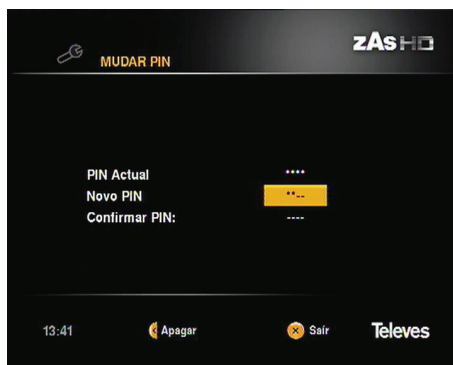 zAs HD
MUDAR PIN
PIN Actual ****
Novo PIN **--
Confirmar PIN: ----
13:41 Apagar Sair Televes